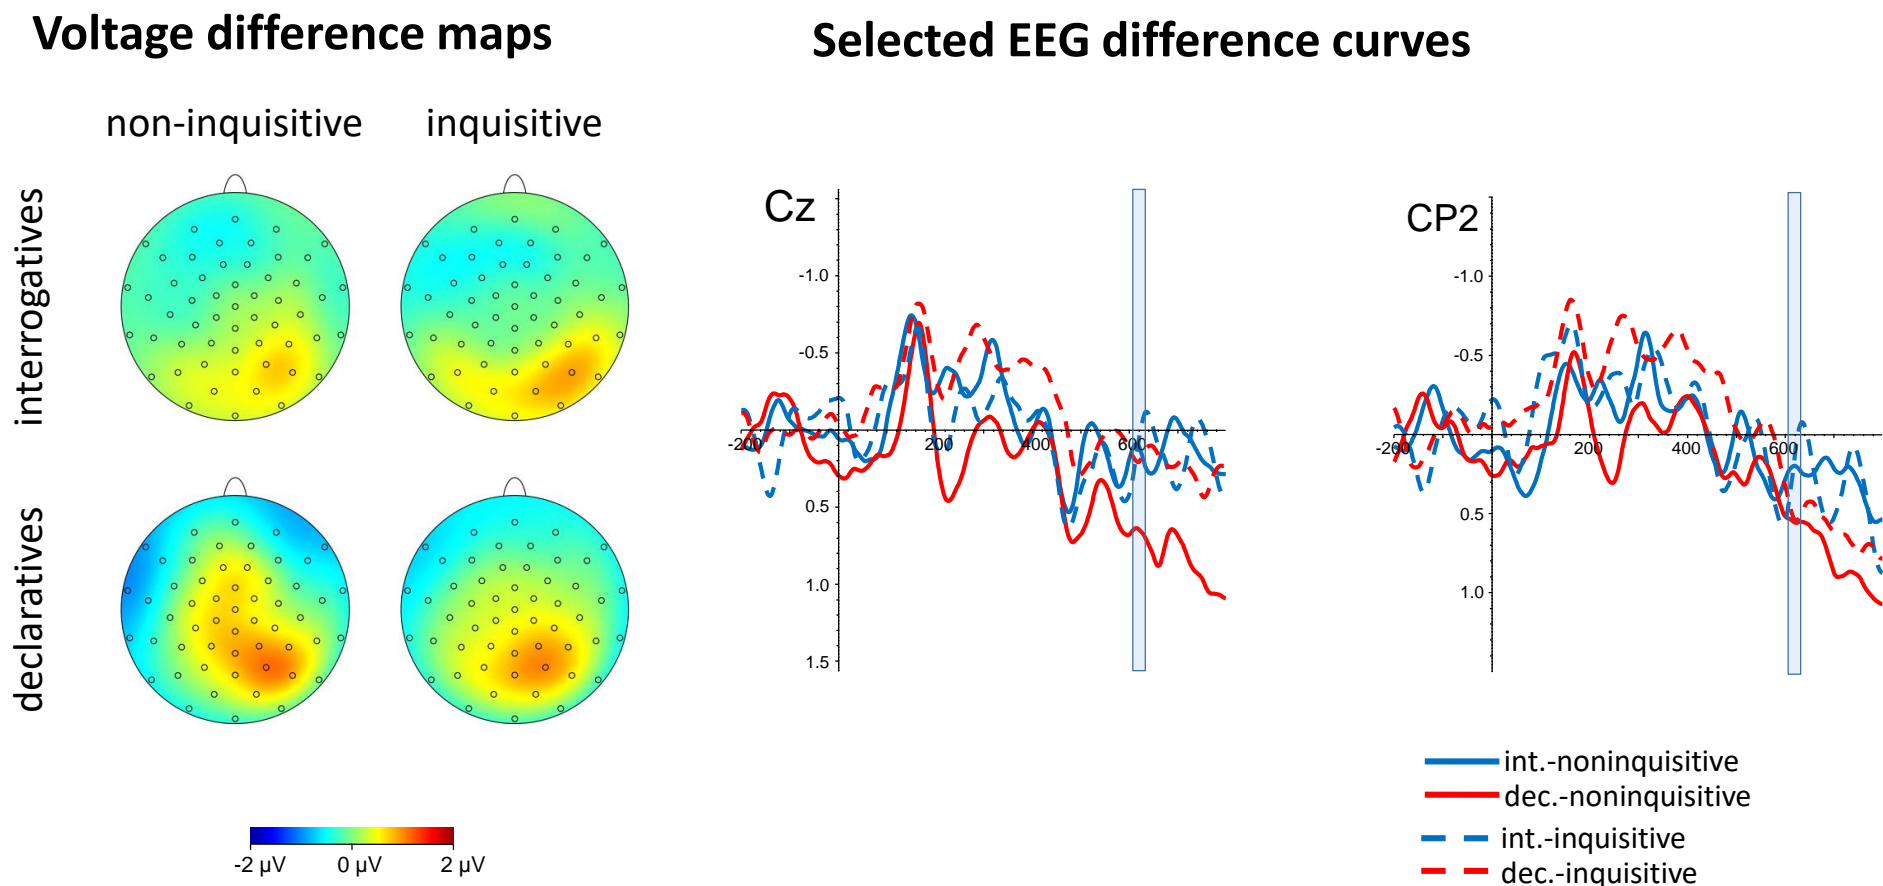 Voltage difference maps
Selected EEG difference curves
non-inquisitive
inquisitive
interrogatives
declaratives
-2 µV
0 µV
2 µV
Cz
-1.0
-0.5
-200
200
400
600
0.5
1.0
1.5
CP2
-1.0
-0.5
-200
200
400
600
0.5
1.0
int.-noninquisitive
dec.-noninquisitive
int.-inquisitive
dec.-inquisitive